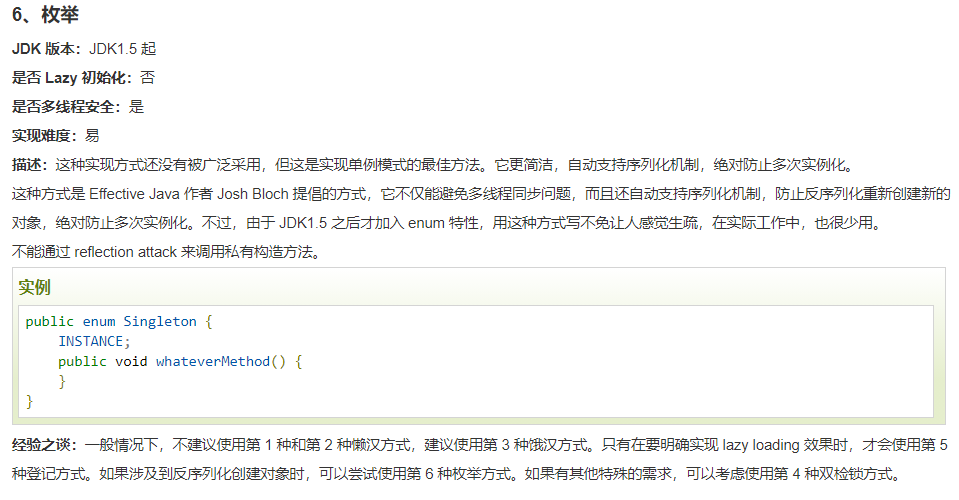 6、枚举
JDK 版本：JDK1.5 起
是否 Lazy 初始化：否
是否多线程安全：是
实现难度：易
描述：这种实现方式还没有被广泛采用，但这是实现单例模式的最佳方法。它更简洁，自动支持序列化机制，绝对防止多次实例化。
这种方式是 Effective Java 作者 Josh Bloch 提倡的方式，它不仅能避免多线程同步问题，而且还自动支持序列化机制，防止反序列化重新创建新的
对象，绝对防止多次实例化。不过，由于 JDK1.5 之后才加入 enum 特性，用这种方式写不免让人感觉生疏，在实际工作中，也很少用。
不能通过 reflection attack 来调用私有构造方法。
实例
public enum Singleton {
    INSTANCE;
    public void whateverMethod() {
    }
}
经验之谈：一般情况下，不建议使用第 1 种和第 2 种懒汉方式，建议使用第 3 种饿汉方式。只有在要明确实现 lazy loading 效果时，才会使用第 5
种登记方式。如果涉及到反序列化创建对象时，可以尝试使用第 6 种枚举方式。如果有其他特殊的需求，可以考虑使用第 4 种双检锁方式。